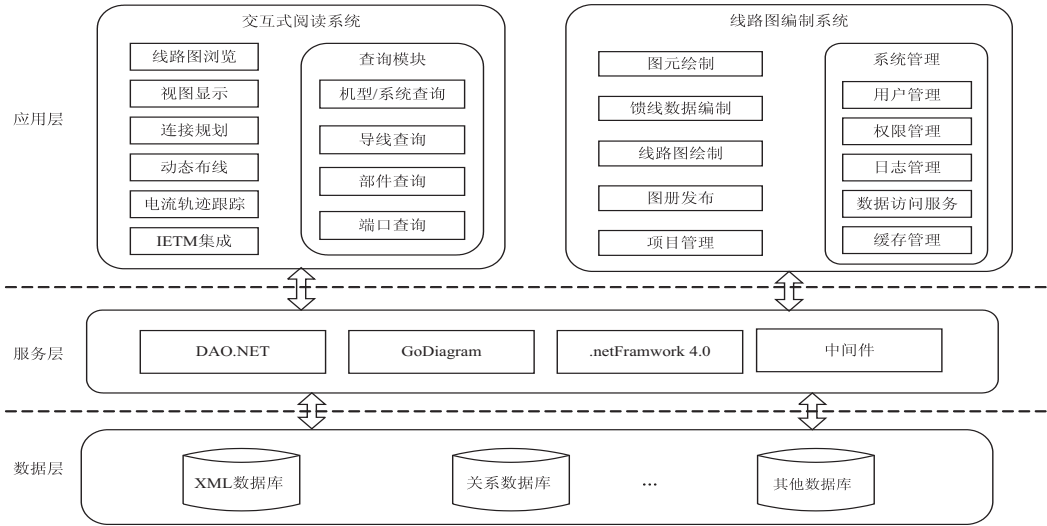 交互式阅读系统
线路图浏览
视图显示
连接规划
动态布线
电流轨迹跟踪
IETM集成
查询模块
机型/系统查询
导线查询
部件查询
端口查询
线路图编制系统
图元绘制
馈线数据编制
线路图绘制
图册发布
项目管理
系统管理
用户管理
权限管理
日志管理
数据访问服务
缓存管理
应用层
服务层
DAO.NET
GoDiagram
.netFramwork 4.0
中间件
数据层
XML数据库
关系数据库
...
其他数据库